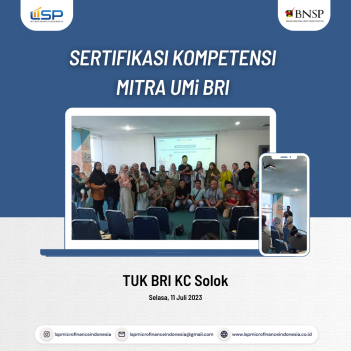 LSP
BNSP
SERTIFIKASI KOMPETENSI
MITRA UMi BRI
TUK BRI KC Solok
Selasa, 11 Juli 2023
lspmicrofinanceindonesia
lspmicrofinanceindonesia@gmail.com
www.lspmicrofinanceindonesia.co.id